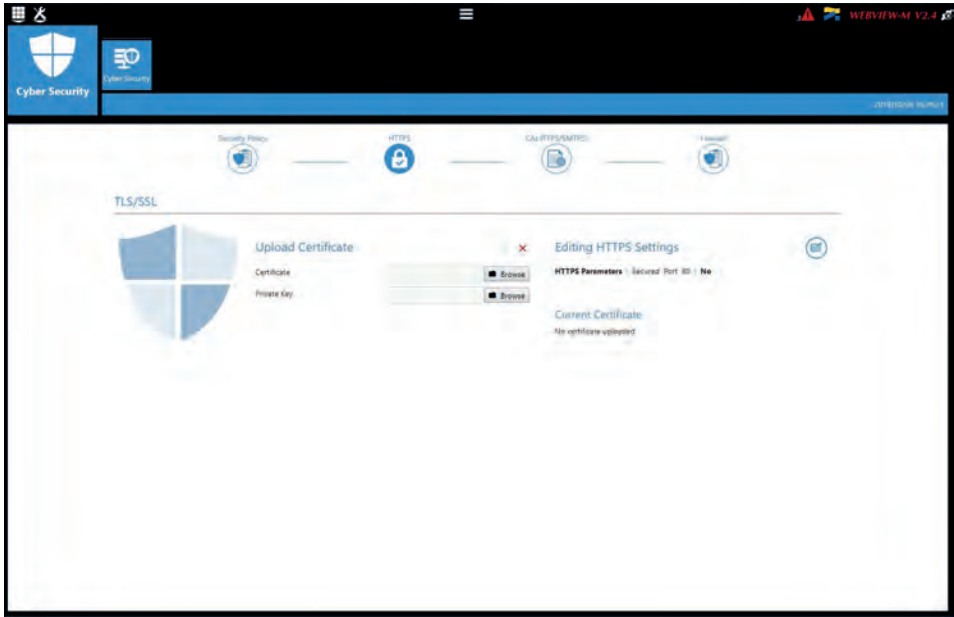 WEBVIEW-M V2.4
Cyber Security
Cyber Security
Security Policy
HTTPS
TLS/SSL
Upload Certificate
Editing HTTPS Settings
Certificate
Browse
HTTPS Parameters
Secured Port
No
Private Key
Browse
Current Certificate
No certificate uploaded